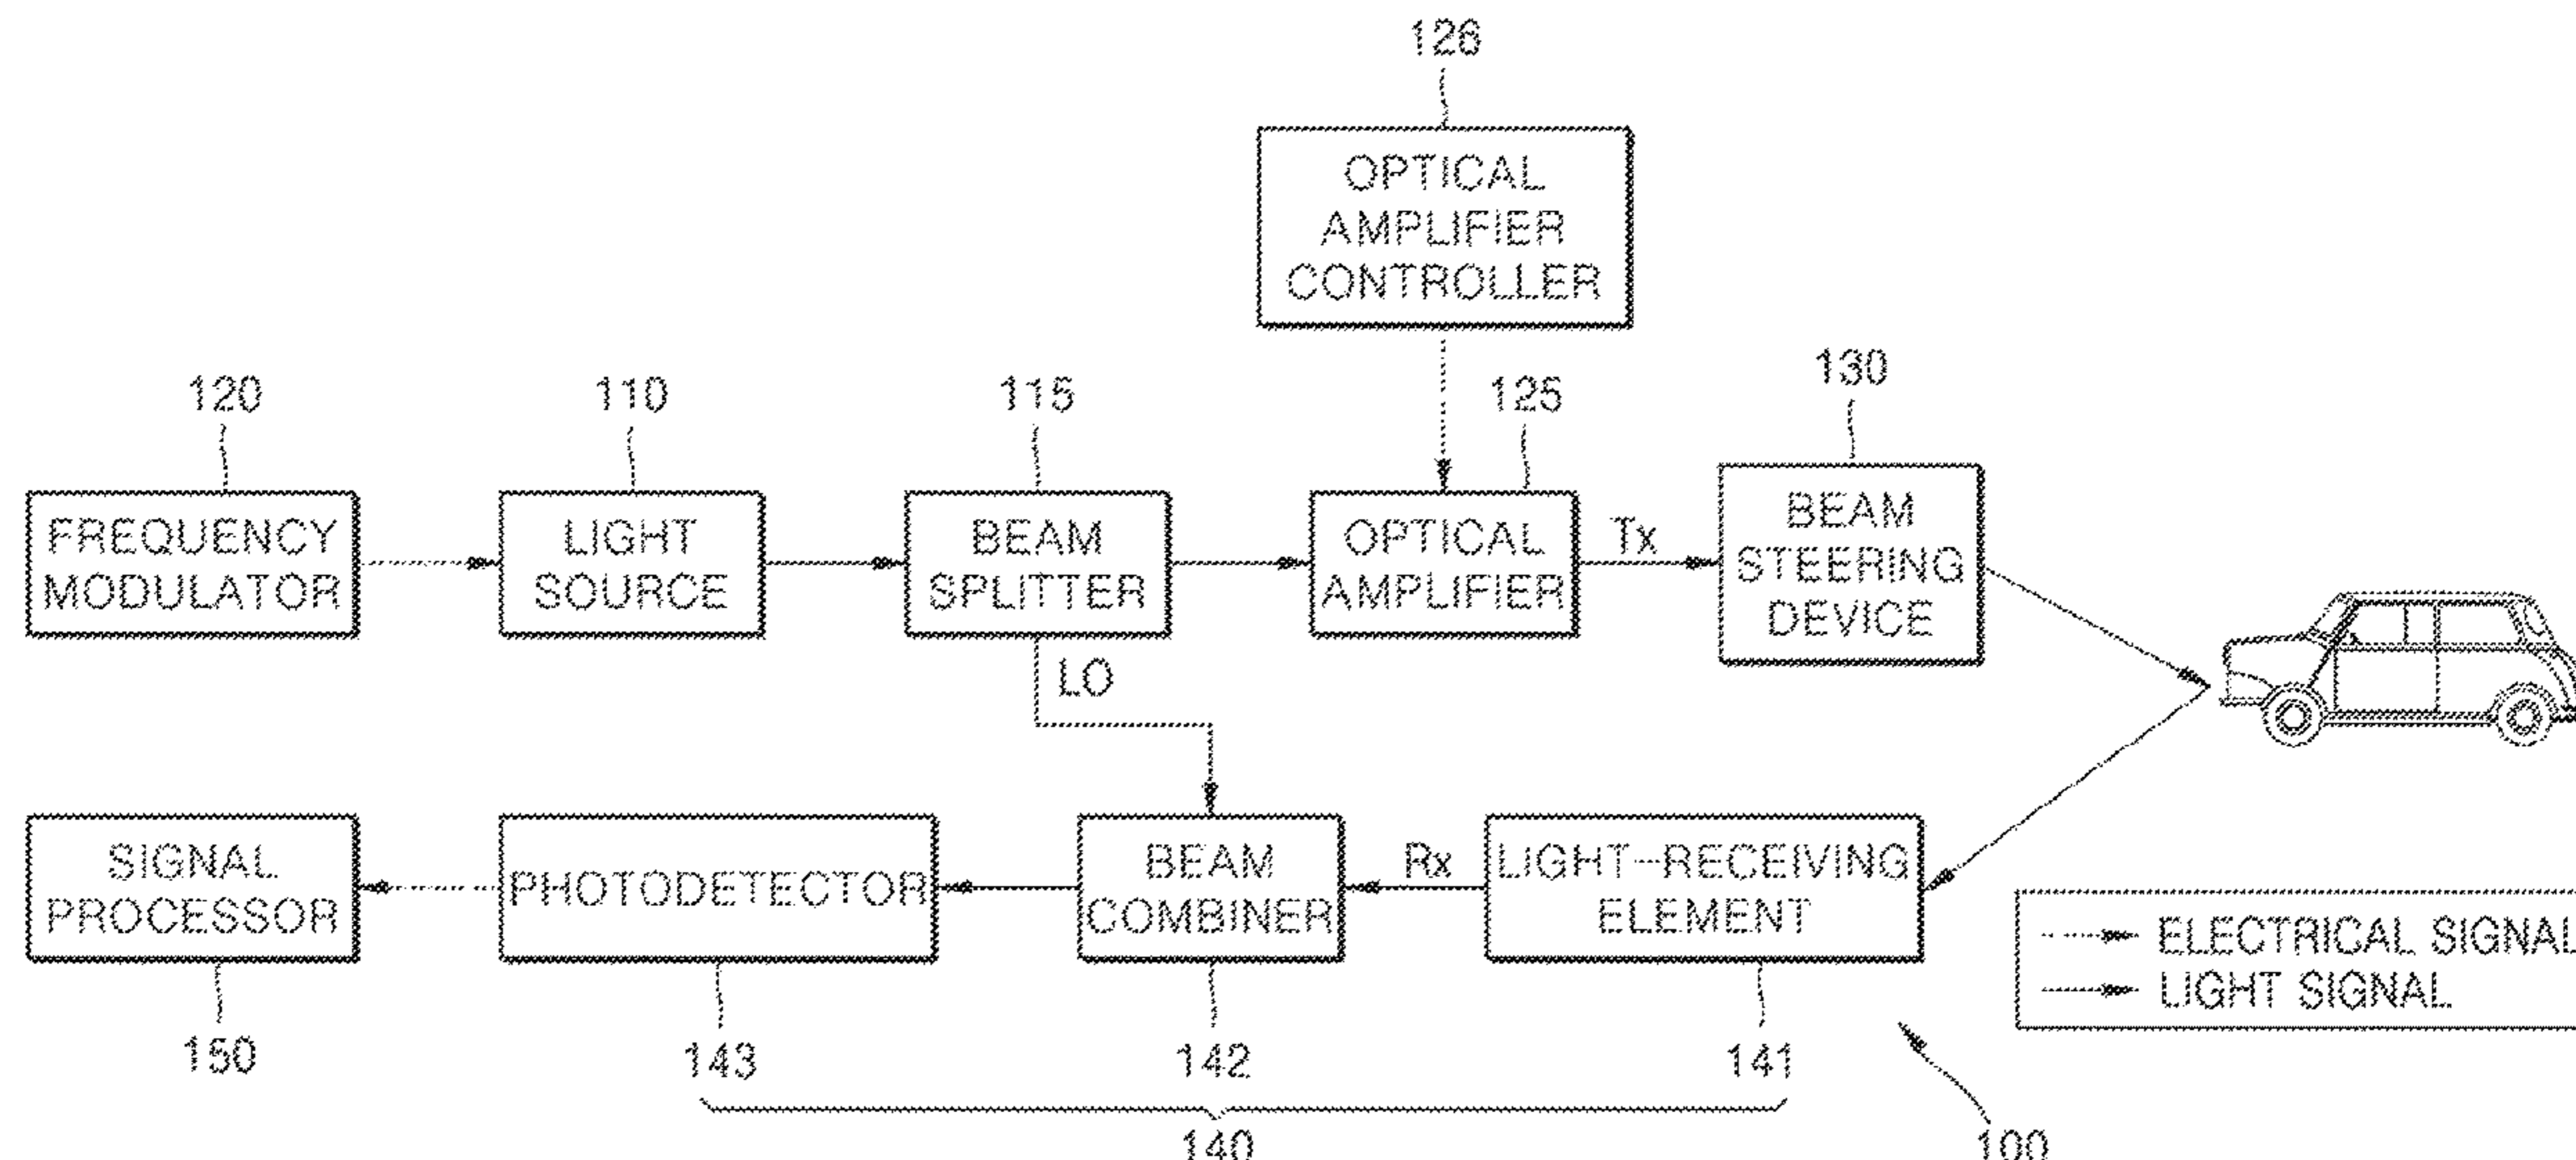 126
OPTICAL
AMPLIFIER
CONTROLLER
120
110
115
125
130
FREQUENCY
MODULATOR
LIGHT
SOURCE
BEAM
SPLITTER
OPTICAL
AMPLIFIER
Tx
BEAM
STEERING
DEVICE
LO
SIGNAL
PROCESSOR
PHOTODETECTOR
BEAM
COMBINER
Rx
LIGHT-RECEIVING
ELEMENT
ELECTRICAL SIGNAL
LIGHT SIGNAL
150
143
142
141
140
100